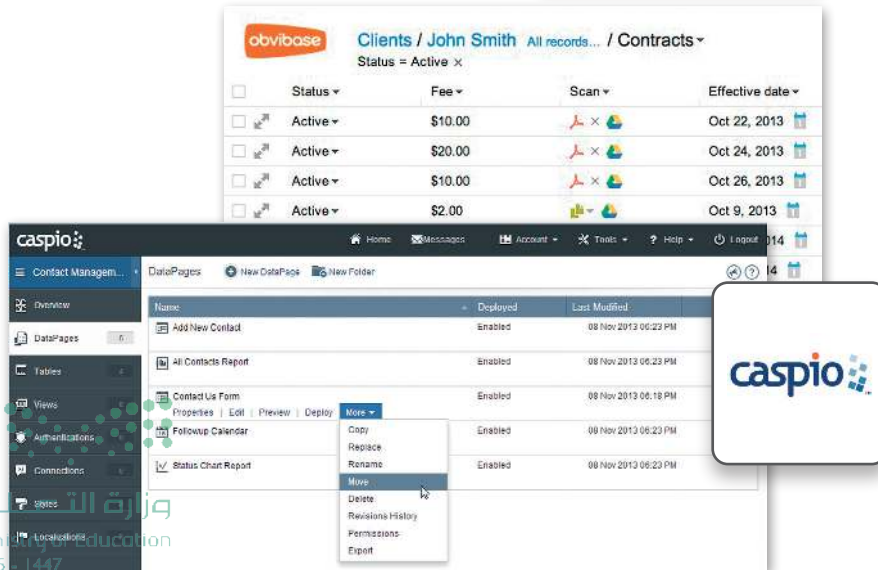 obvibase
Clients / John Smith All records... / Contracts
Status = Active ×
Status Fee Scan Effective date
Active $10.00 Oct 22, 2013
Active $20.00 Oct 24, 2013
Active $10.00 Oct 26, 2013
Active $2.00 Oct 9, 2013
14
14
caspio
Home Messages Account Tools ? Help Logout
Contact Managem... DataPages New DataPage New Folder
Overview
DataPages
Tables
Views
Authentications
Connections
Styles
Localizations
Name Deployed Last Modified
Add New Contact Enabled 08 Nov 2013 06:23 PM
All Contacts Report Enabled 08 Nov 2013 06:23 PM
Contact Us Form Enabled 08 Nov 2013 06:18 PM
Properties | Edit | Preview | Deploy More
Followup Calendar Enabled 08 Nov 2013 06:23 PM
Status Chart Report Enabled 08 Nov 2013 06:23 PM
Copy
Replace
Rename
Move
Delete
Revisions History
Permissions
Export
caspio
وزارة
Education
1447